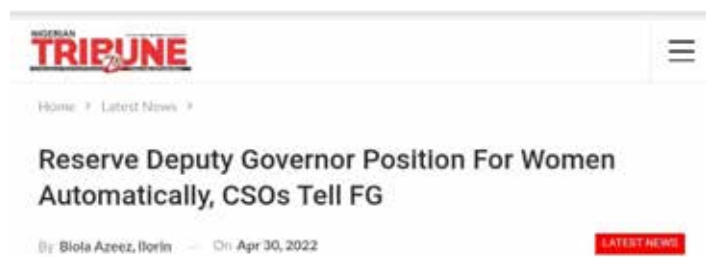 NIGERIAN
TRIBUNE
Home > Latest News >
Reserve Deputy Governor Position For Women
Automatically, CSOs Tell FG
By Biola Azeez, Ilorin — On Apr 30, 2022
LATEST NEWS